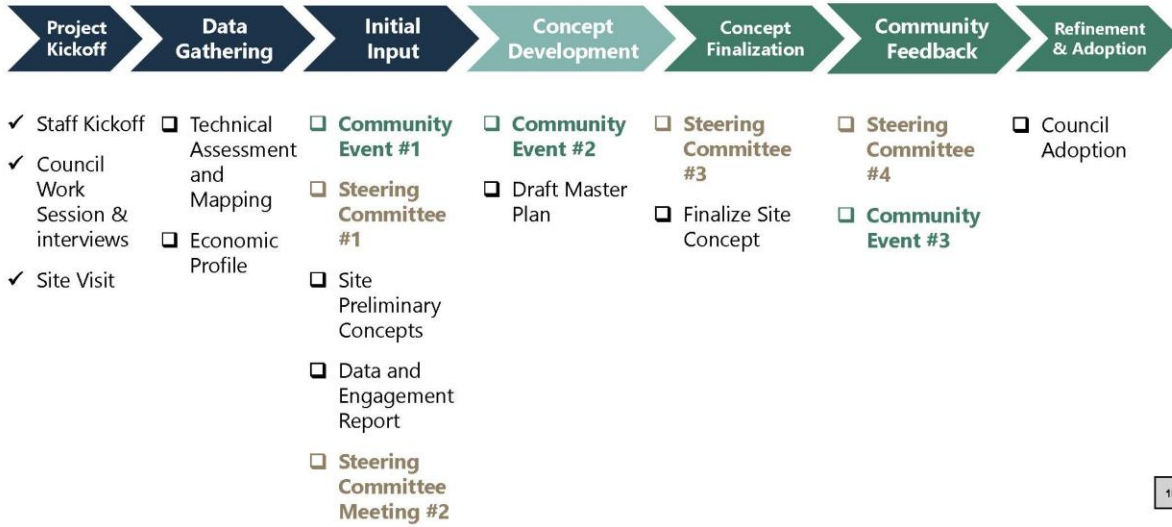 Project
Kickoff
Data
Gathering
Initial
Input
Concept
Development
Concept
Finalization
Community
Feedback
Refinement
& Adoption
✓ Staff Kickoff
✓ Council
Work
Session &
interviews
✓ Site Visit
❑ Technical
Assessment
and
Mapping
❑ Economic
Profile
❑ Community
Event #1
❑ Steering
Committee
#1
❑ Site
Preliminary
Concepts
❑ Data and
Engagement
Report
❑ Steering
Committee
Meeting #2
❑ Community
Event #2
❑ Draft Master
Plan
❑ Steering
Committee
#3
❑ Finalize Site
Concept
❑ Steering
Committee
#4
❑ Community
Event #3
❑ Council
Adoption